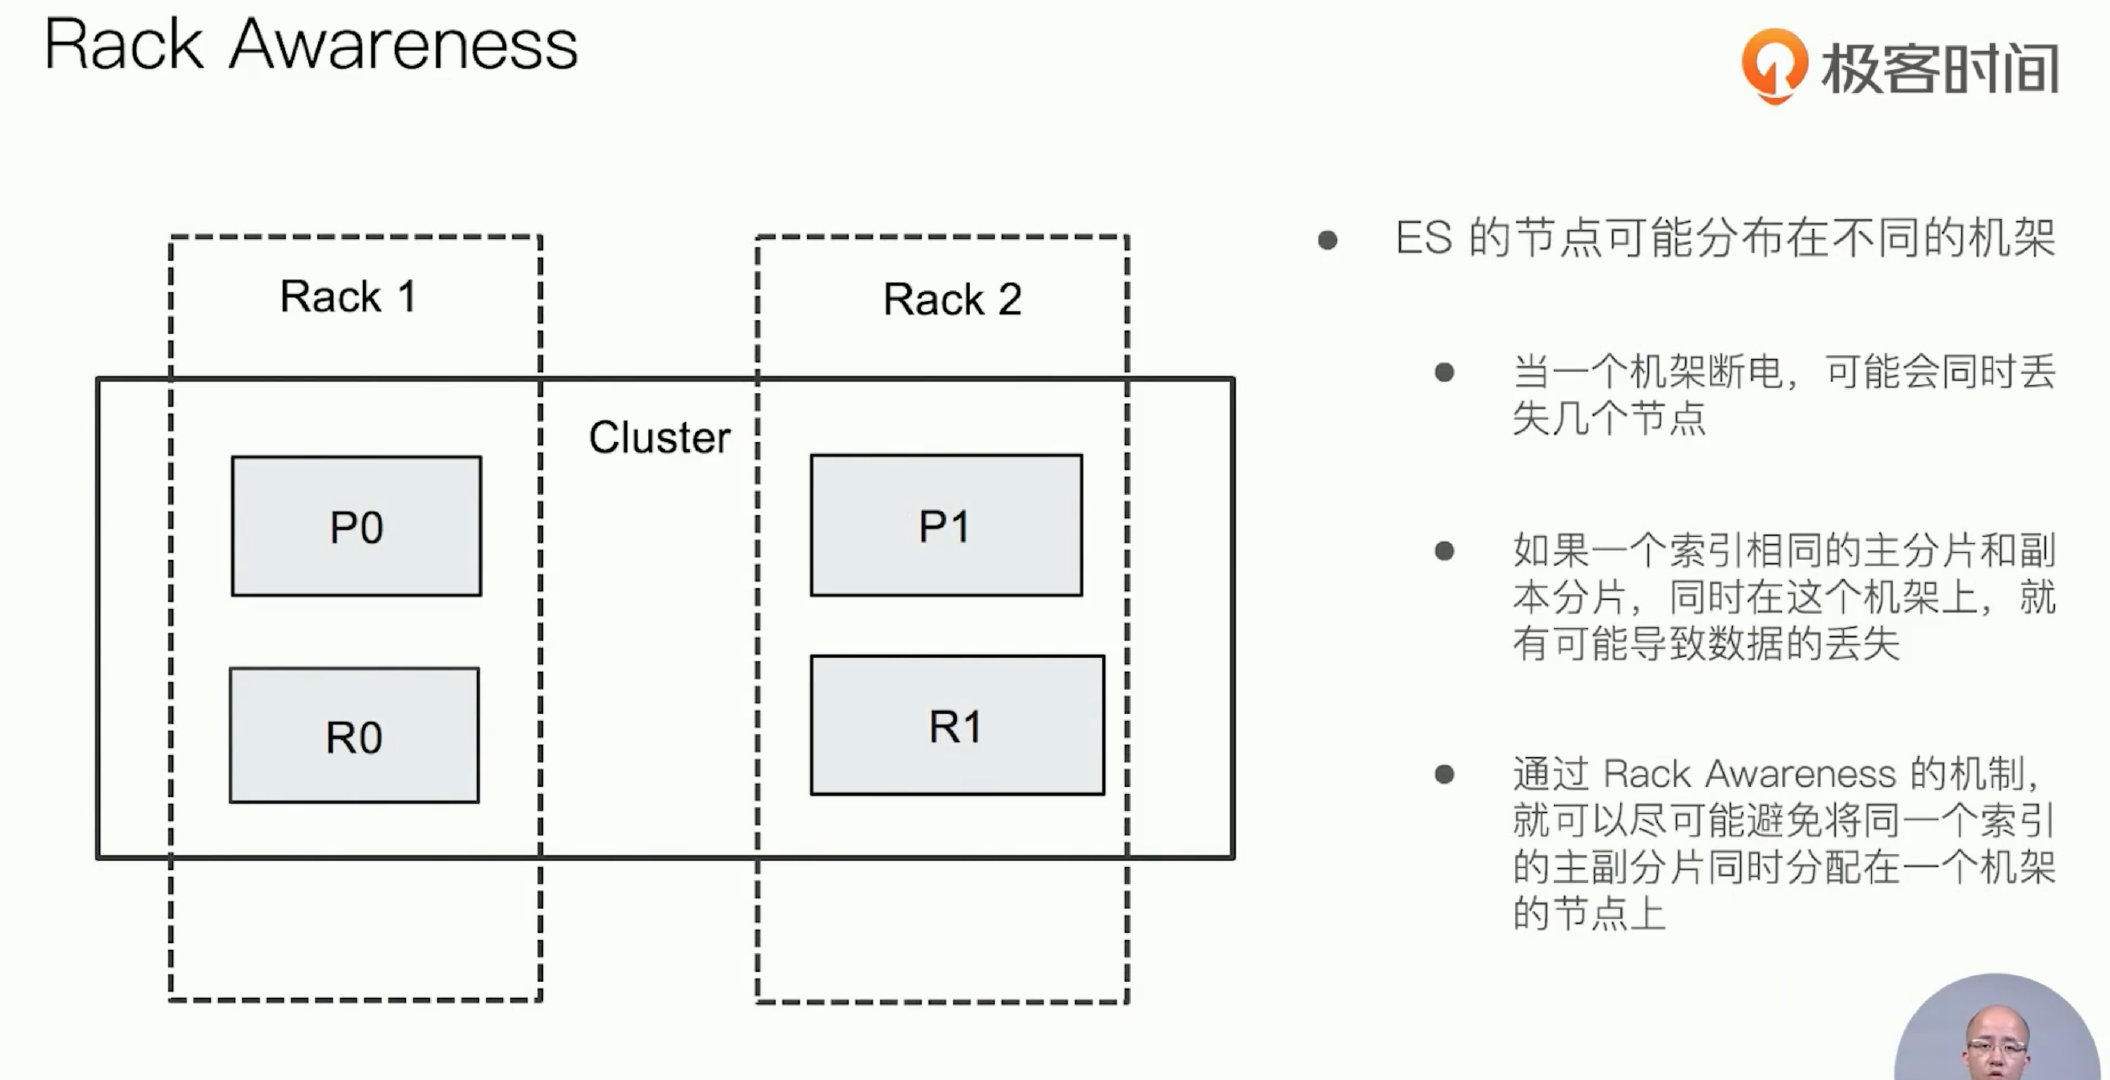 Rack Awareness
极客时间
Rack 1
Rack 2
Cluster
P0
P1
R0
R1
ES 的节点可能分布在不同的机架
当一个机架断电，可能会同时丢
失几个节点
如果一个索引相同的主分片和副
本分片，同时在这个机架上，就
有可能导致数据的丢失
通过 Rack Awareness 的机制，
就可以尽可能避免将同一个索引
的主副分片同时分配在一个机架
的节点上